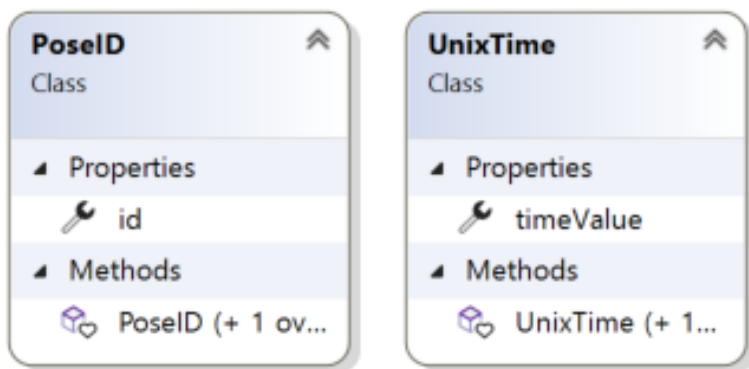 PoseID
Class
Properties
id
Methods
PoseID (+ 1 ov...
UnixTime
Class
Properties
timeValue
Methods
UnixTime (+ 1...